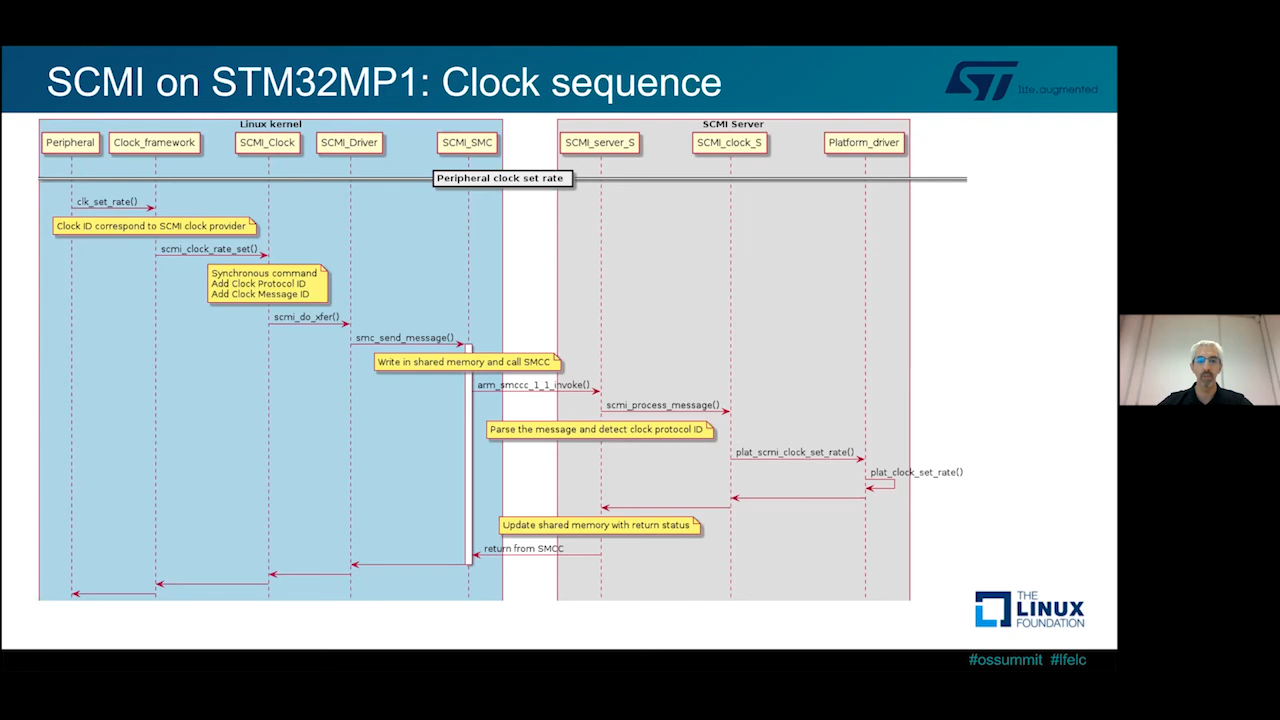 SCMI on STM32MP1: Clock sequence
ST life.augmented
Linux kernel
SCMI Server
Peripheral
Clock_framework
SCMI_Clock
SCMI_Driver
SCMI_SMC
SCMI_server_S
SCMI_clock_S
Platform_driver
Peripheral clock set rate
clk_set_rate()
Clock ID correspond to SCMI clock provider
scmi_clock_rate_set()
Synchronous command
Add Clock Protocol ID
Add Clock Message ID
scmi_do_xfer()
smc_send_message()
Write in shared memory and call SMCC
arm_smccc_1_1_invoke()
scmi_process_message()
Parse the message and detect clock protocol ID
plat_scmi_clock_set_rate()
plat_clock_set_rate()
Update shared memory with return status
return from SMCC
THE
LINUX
FOUNDATION
#ossummit #lfelc